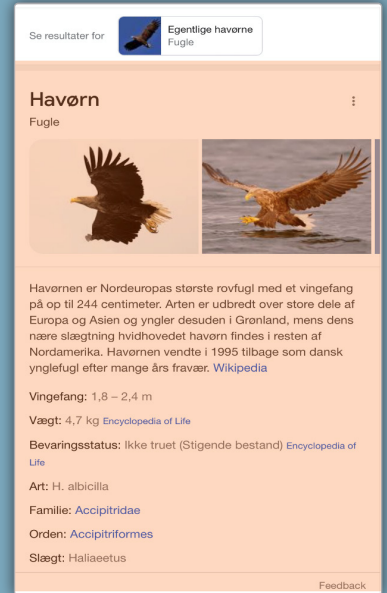 Se resultater for
Egentlige havørne
Fugle
Havørn
Fugle
Havørnen er Nordeuropas største rovfugl med et vingefang
på op til 244 centimeter. Arten er udbredt over store dele af
Europa og Asien og yngler desuden i Grønland, mens dens
nære slægtning hvidhovedet havørn findes i resten af
Nordamerika. Havørnen vendte i 1995 tilbage som dansk
ynglefugl efter mange års fravær. Wikipedia
Vingefang: 1,8 – 2,4 m
Vægt: 4,7 kg Encyclopedia of Life
Bevaringsstatus: Ikke truet (Stigende bestand) Encyclopedia of
Life
Art: H. albicilla
Familie: Accipitridae
Orden: Accipitriformes
Slægt: Haliaeetus
Feedback